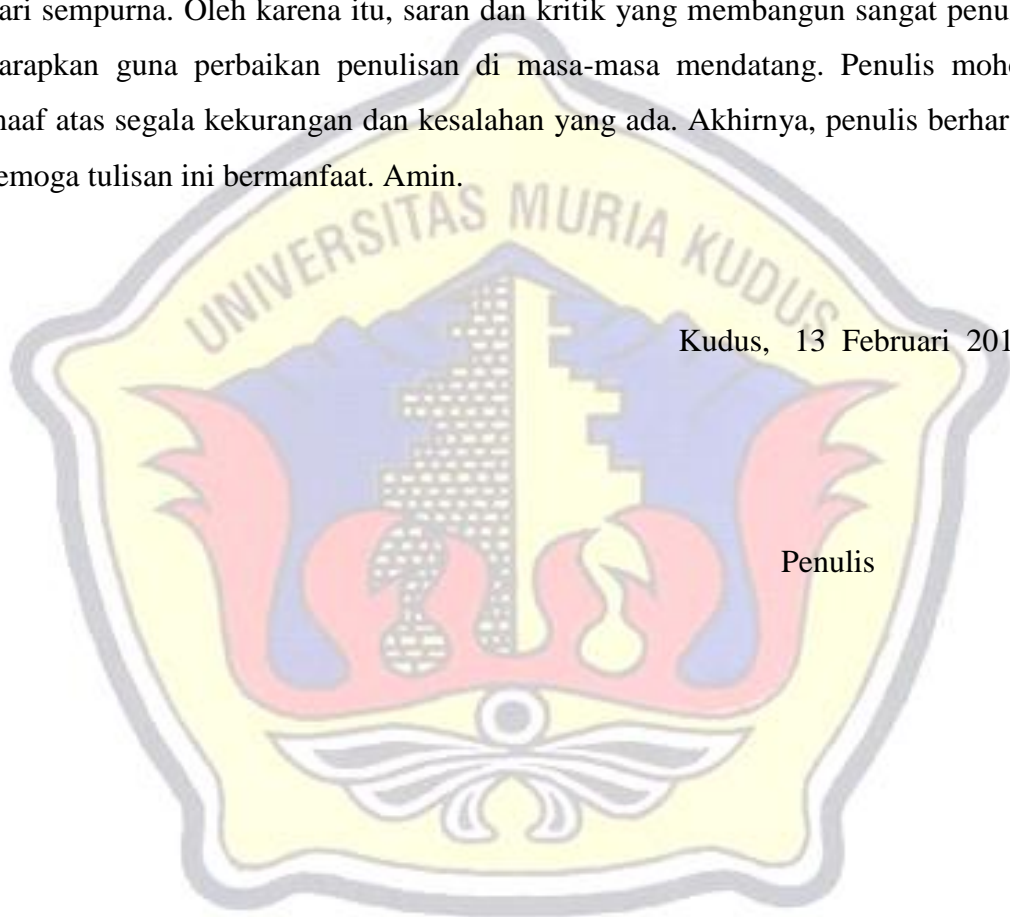 ari sempurna. Oleh karena itu, saran dan kritik yang membangun sangat penu
arapkan guna perbaikan penulisan di masa-masa mendatang. Penulis moho
naaf atas segala kekurangan dan kesalahan yang ada. Akhirnya, penulis berhar
emoga tulisan ini bermanfaat. Amin.
UNIVERSITAS MURIA KUDUS
Kudus, 13 Februari 201
Penulis